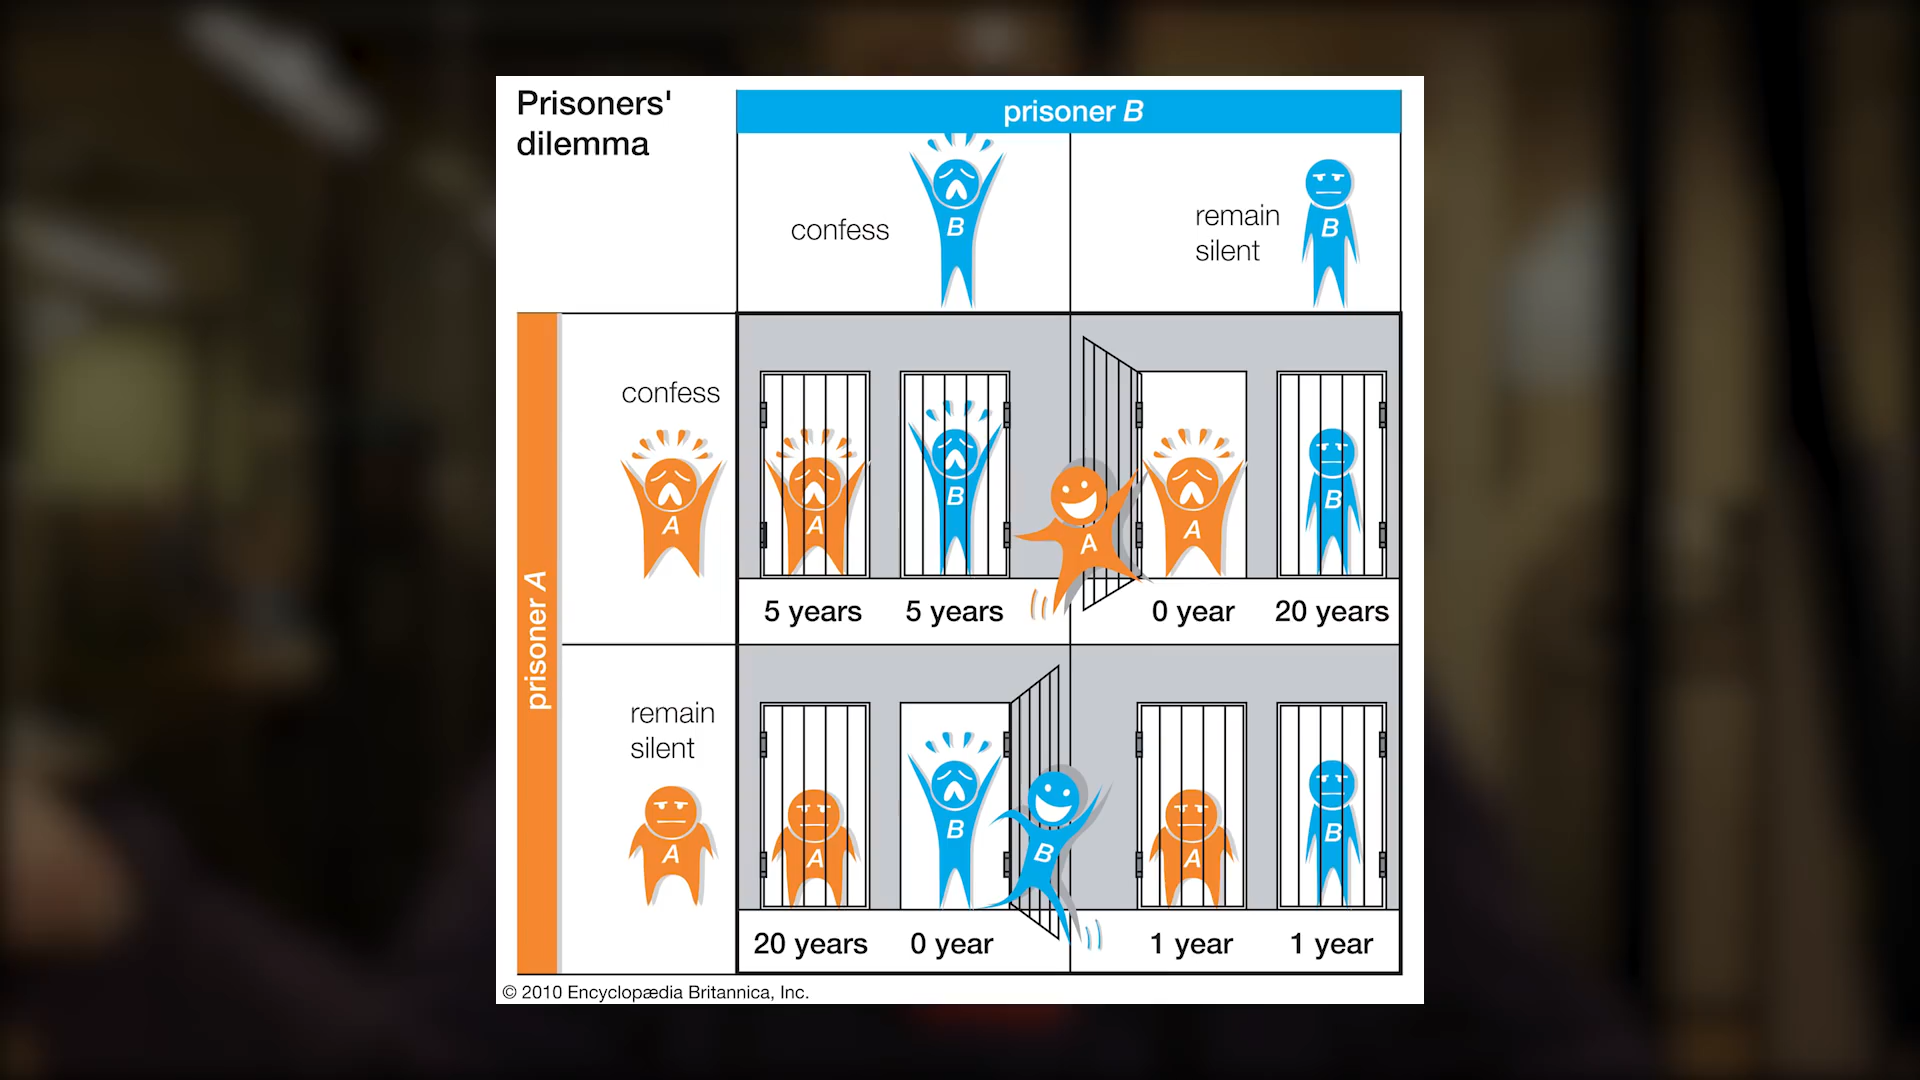 Prisoners'
dilemma
prisoner B
confess
B
remain
silent
B
prisoner A
confess
A
A
B
A
A
B
5 years
5 years
0 year
20 years
remain
silent
A
A
B
B
A
B
20 years
0 year
1 year
1 year
© 2010 Encyclopædia Britannica, Inc.